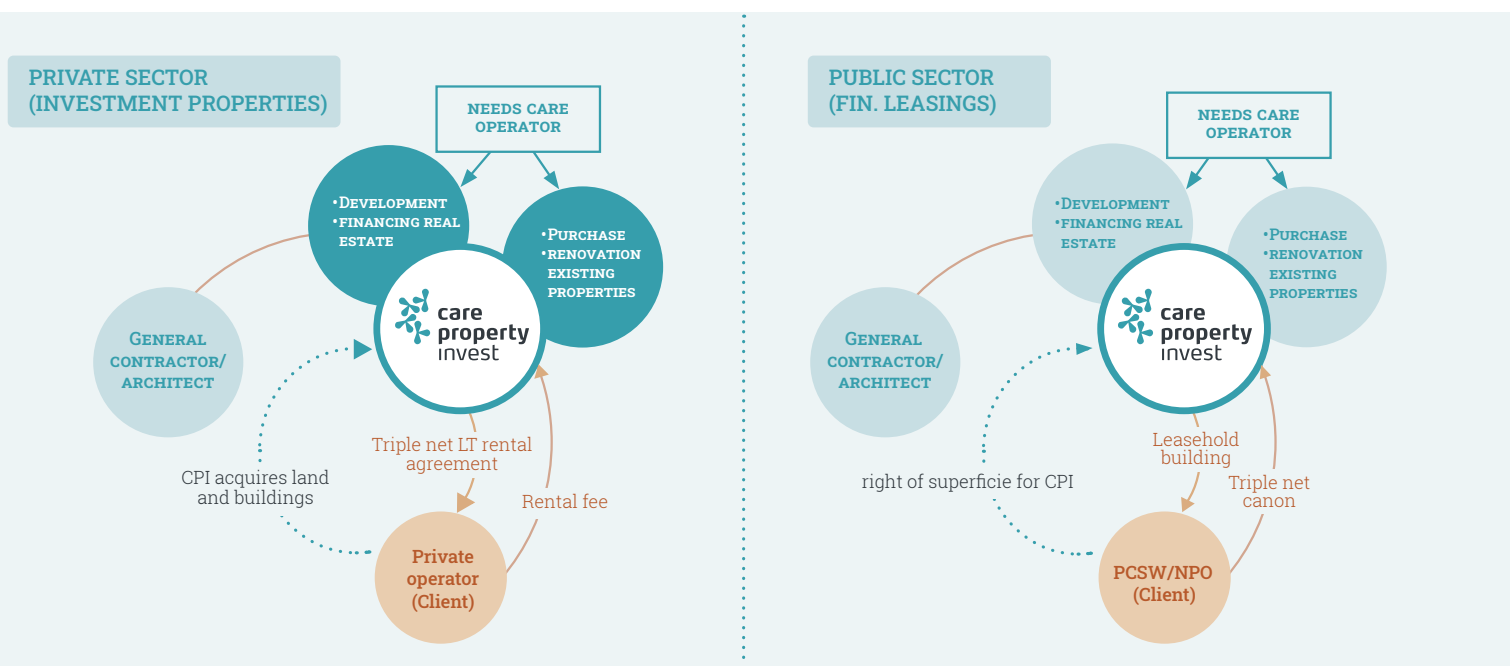 PRIVATE SECTOR
(INVESTMENT PROPERTIES)
NEEDS CARE
OPERATOR
• DEVELOPMENT
• FINANCING REAL
ESTATE
• PURCHASE
• RENOVATION
EXISTING
PROPERTIES
care
property
invest
GENERAL
CONTRACTOR/
ARCHITECT
Triple net LT rental
agreement
CPI acquires land
and buildings
Rental fee
Private
operator
(Client)
PUBLIC SECTOR
(FIN. LEASINGS)
NEEDS CARE
OPERATOR
• DEVELOPMENT
• FINANCING REAL
ESTATE
• PURCHASE
• RENOVATION
EXISTING
PROPERTIES
care
property
invest
GENERAL
CONTRACTOR/
ARCHITECT
Leasehold
building
right of superficie for CPI
Triple net
canon
PCSW/NPO
(Client)